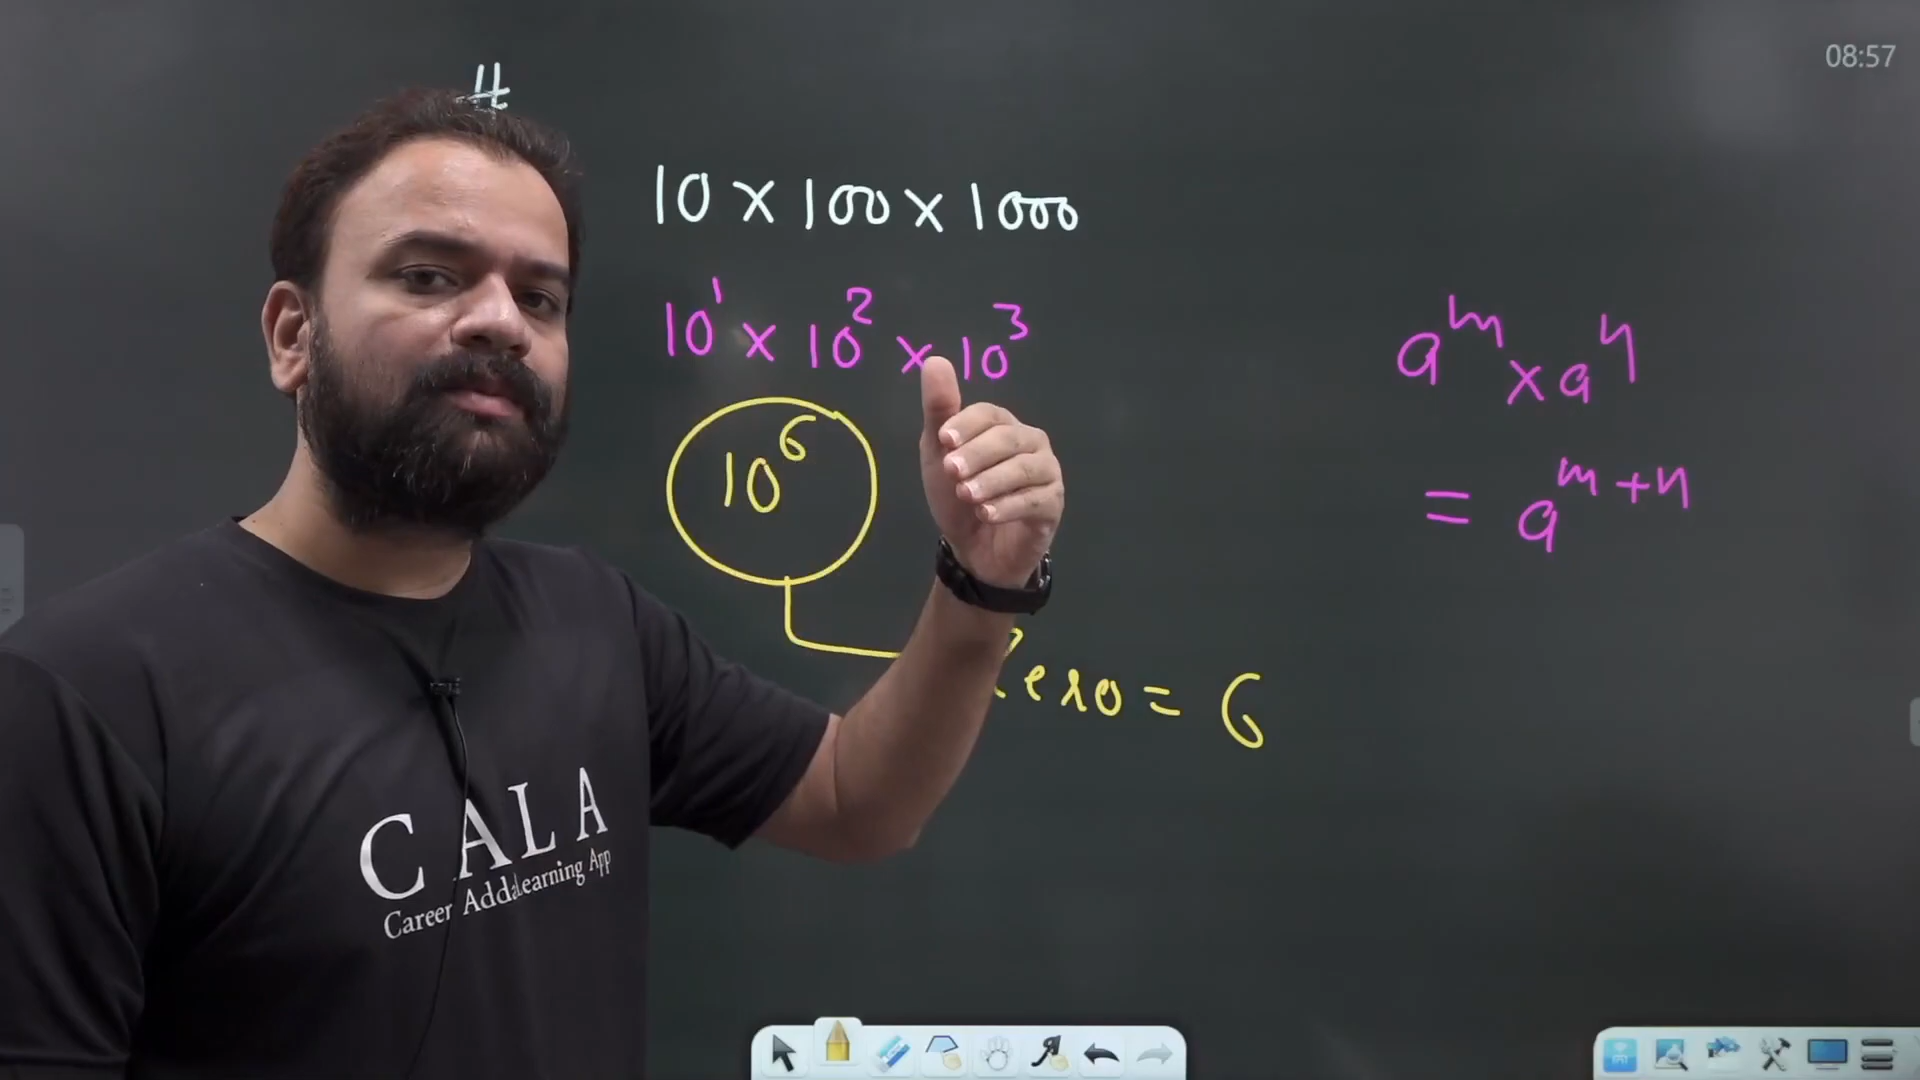 08:57
#
10 × 100 × 1000
10¹ × 10² × 10³
aᵐ × aⁿ
10⁶
= aᵐ⁺ⁿ
Zero = 6
CALA
Career Adda Learning App